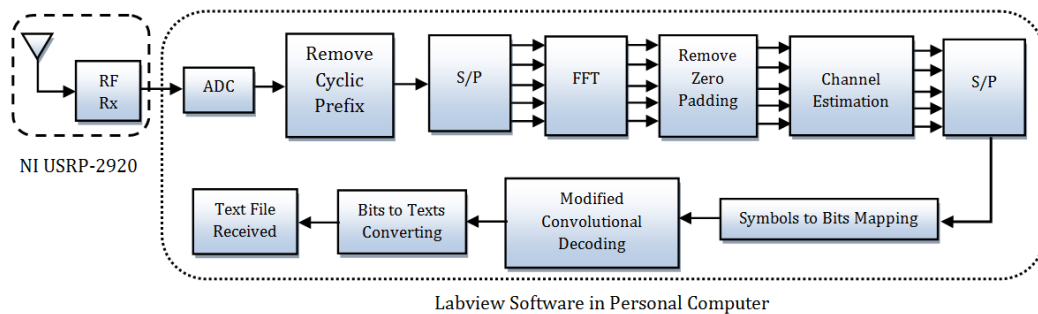 RF
Rx
NI USRP-2920
ADC
Remove
Cyclic
Prefix
S/P
FFT
Remove
Zero
Padding
Channel
Estimation
S/P
Text File
Received
Bits to Texts
Converting
Modified
Convolutional
Decoding
Symbols to Bits Mapping
Labview Software in Personal Computer